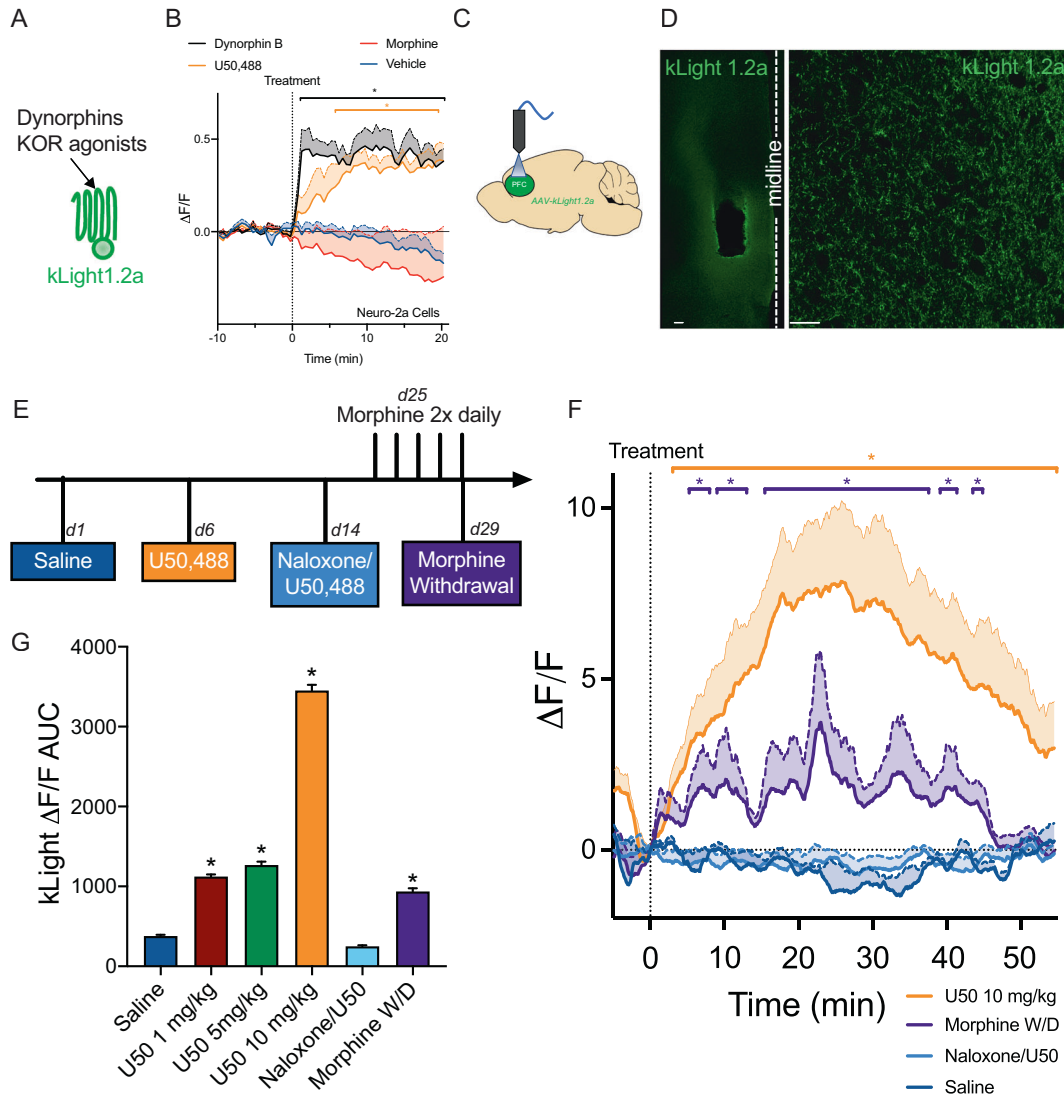 A
Dynorphins
KOR agonists
kLight1.2a
B
Dynorphin B
U50,488
Morphine
Vehicle
Treatment
*
*
0.5
0.0
ΔF/F
-10
0
10
20
Neuro-2a Cells
Time (min)
C
PFC
AAV-kLight1.2a
D
kLight 1.2a
midline
kLight 1.2a
E
d25
Morphine 2x daily
d1
d6
d14
d29
Saline
U50,488
Naloxone/
U50,488
Morphine
Withdrawal
F
Treatment
*
* * * * *
10
5
0
ΔF/F
0
10
20
30
40
50
Time (min)
U50 10 mg/kg
Morphine W/D
Naloxone/U50
Saline
G
4000
3000
2000
1000
0
kLight ΔF/F AUC
*
*
*
*
Saline
U50 1 mg/kg
U50 5mg/kg
U50 10 mg/kg
Naloxone/U50
Morphine W/D